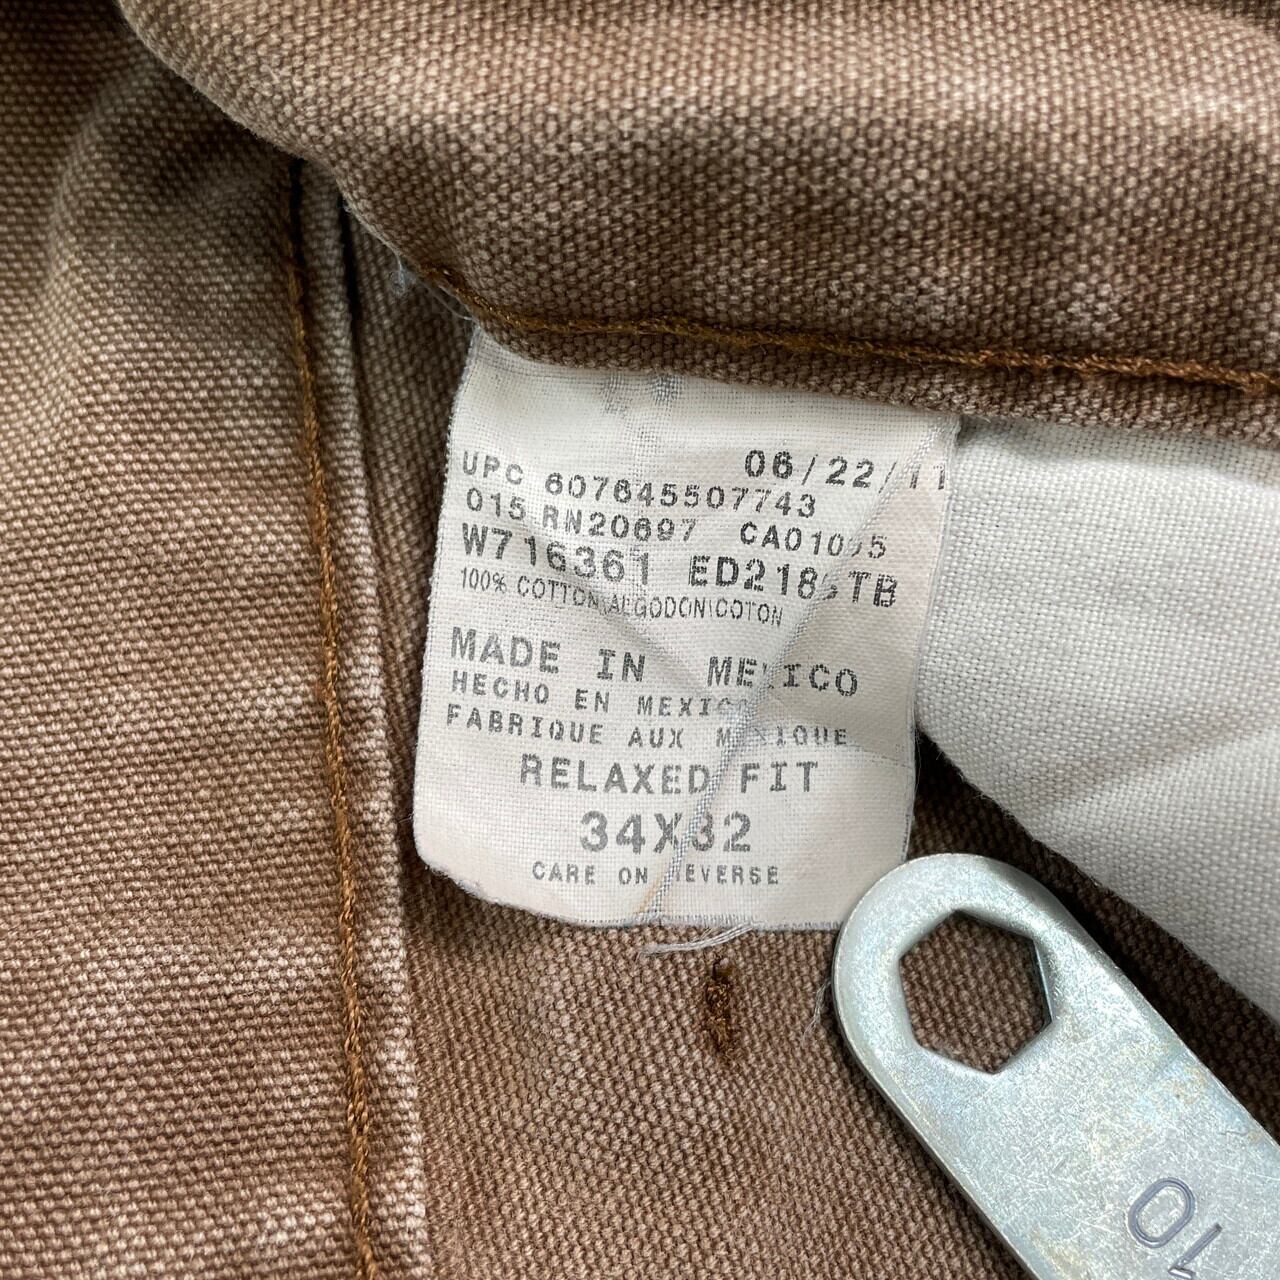 06/22/11
UPC 607645507743
015 RN20697 CA01095
W716361 ED2185TB
100% COTTON\ALGODON\COTON
MADE IN MEXICO
HECHO EN MEXICO
FABRIQUE AUX MEXIQUE
RELAXED FIT
34X32
CARE ON REVERSE
10